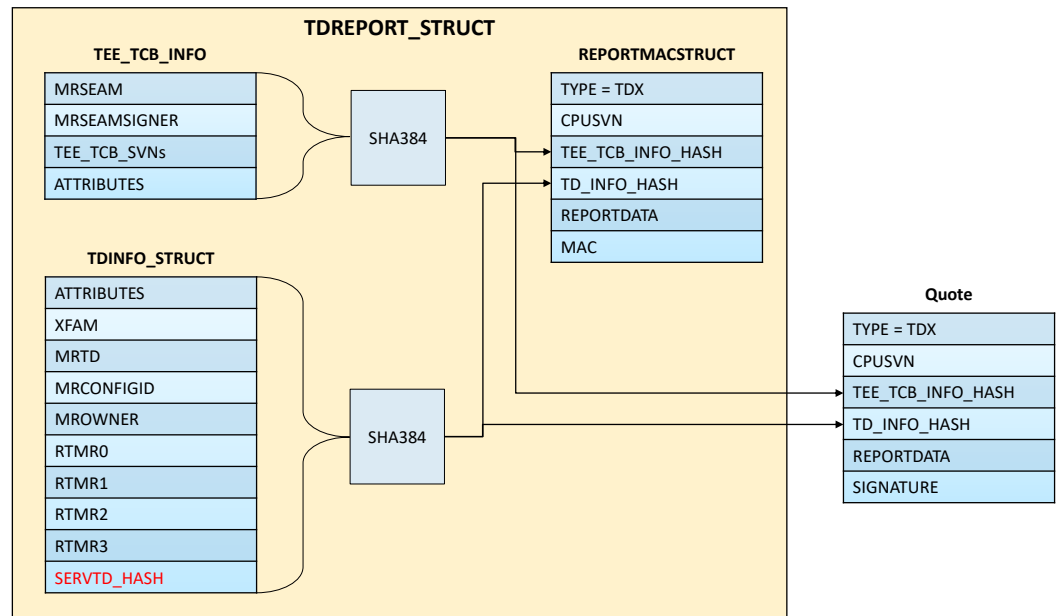 TDREPORT_STRUCT
TEE_TCB_INFO
MRSEAM
MRSEAMSIGNER
TEE_TCB_SVNs
ATTRIBUTES
SHA384
REPORTMACSTRUCT
TYPE = TDX
CPUSVN
TEE_TCB_INFO_HASH
TD_INFO_HASH
REPORTDATA
MAC
TDINFO_STRUCT
ATTRIBUTES
XFAM
MRTD
MRCONFIGID
MROWNER
RTMR0
RTMR1
RTMR2
RTMR3
SERVTD_HASH
SHA384
Quote
TYPE = TDX
CPUSVN
TEE_TCB_INFO_HASH
TD_INFO_HASH
REPORTDATA
SIGNATURE